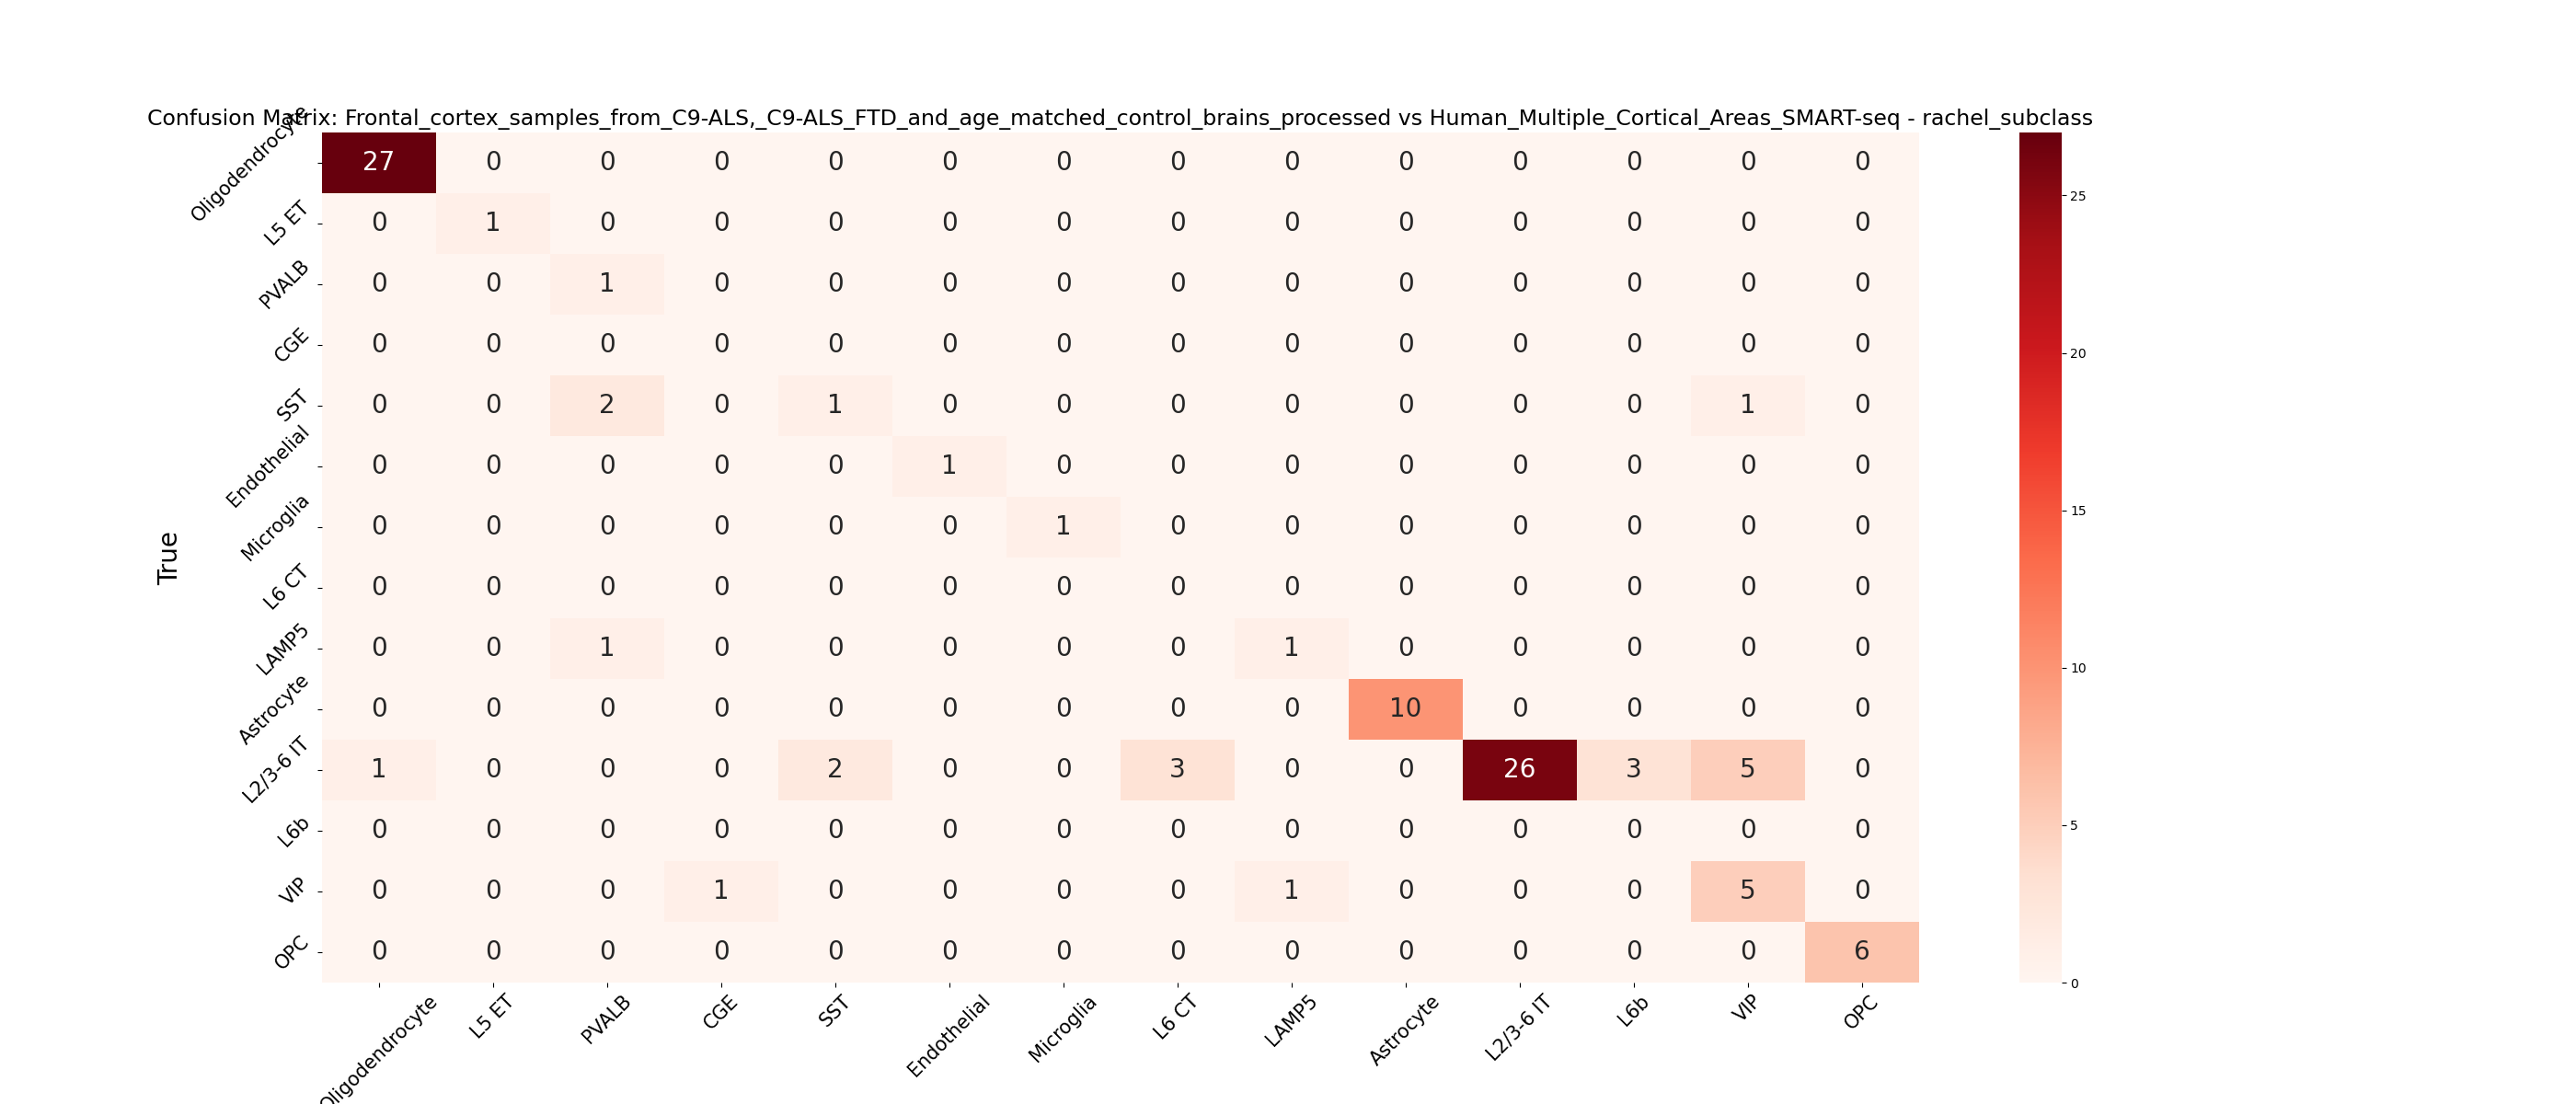 Confusion Matrix: Frontal_cortex_samples_from_C9-ALS,_C9-ALS_FTD_and_age_matched_control_brains_processed vs Human_Multiple_Cortical_Areas_SMART-seq - rachel_subclass
True
Oligodendrocyte 27 0 0 0 0 0 0 0 0 0 0 0 0 0
L5 ET 0 1 0 0 0 0 0 0 0 0 0 0 0 0
PVALB 0 0 1 0 0 0 0 0 0 0 0 0 0 0
CGE 0 0 0 0 0 0 0 0 0 0 0 0 0 0
SST 0 0 2 0 1 0 0 0 0 0 0 0 1 0
Endothelial 0 0 0 0 0 1 0 0 0 0 0 0 0 0
Microglia 0 0 0 0 0 0 1 0 0 0 0 0 0 0
L6 CT 0 0 0 0 0 0 0 0 0 0 0 0 0 0
LAMP5 0 0 1 0 0 0 0 0 1 0 0 0 0 0
Astrocyte 0 0 0 0 0 0 0 0 0 10 0 0 0 0
L2/3-6 IT 1 0 0 0 2 0 0 3 0 0 26 3 5 0
L6b 0 0 0 0 0 0 0 0 0 0 0 0 0 0
VIP 0 0 0 1 0 0 0 0 1 0 0 0 5 0
OPC 0 0 0 0 0 0 0 0 0 0 0 0 0 6
Oligodendrocyte L5 ET PVALB CGE SST Endothelial Microglia L6 CT LAMP5 Astrocyte L2/3-6 IT L6b VIP OPC
25
20
15
10
5
0